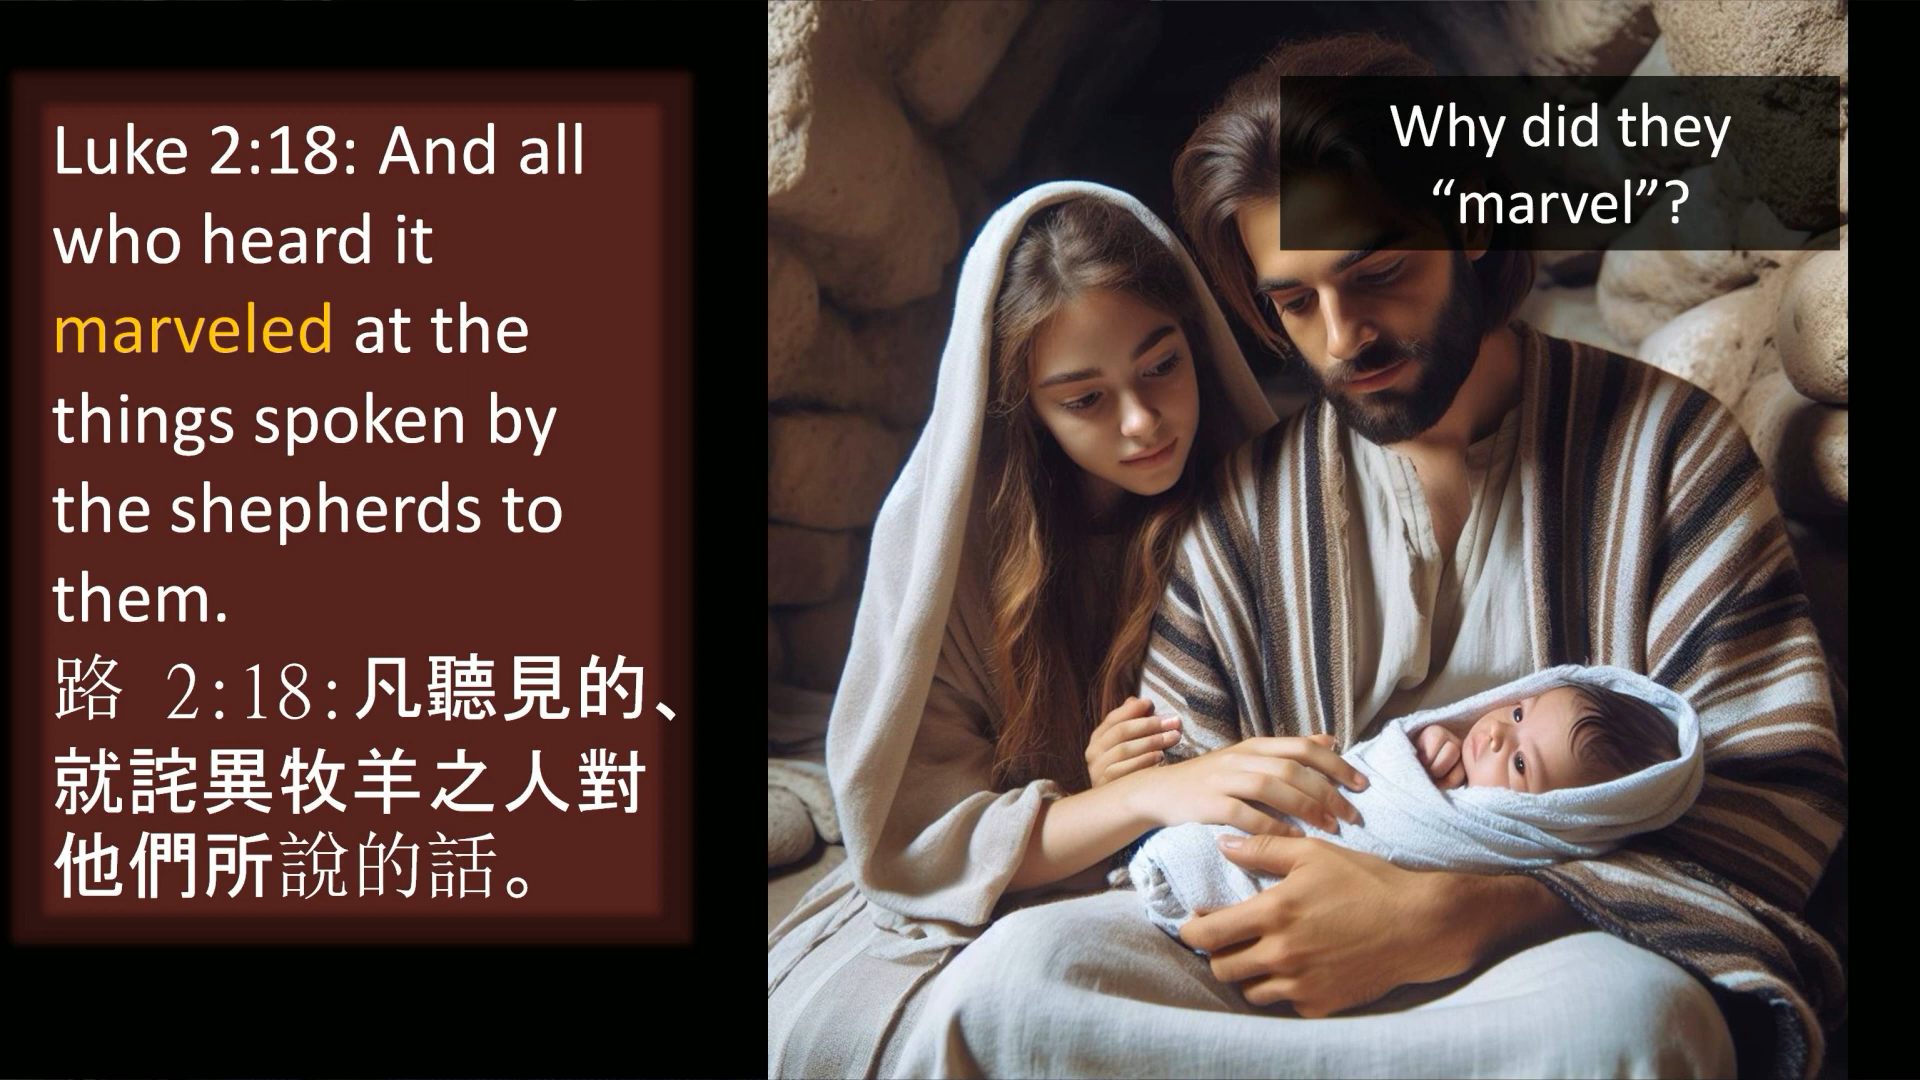 Luke 2:18: And all
who heard it
marveled at the
things spoken by
the shepherds to
them.
路 2:18:凡聽見的、
就詫異牧羊之人對
他們所說的話。
Why did they
“marvel”?